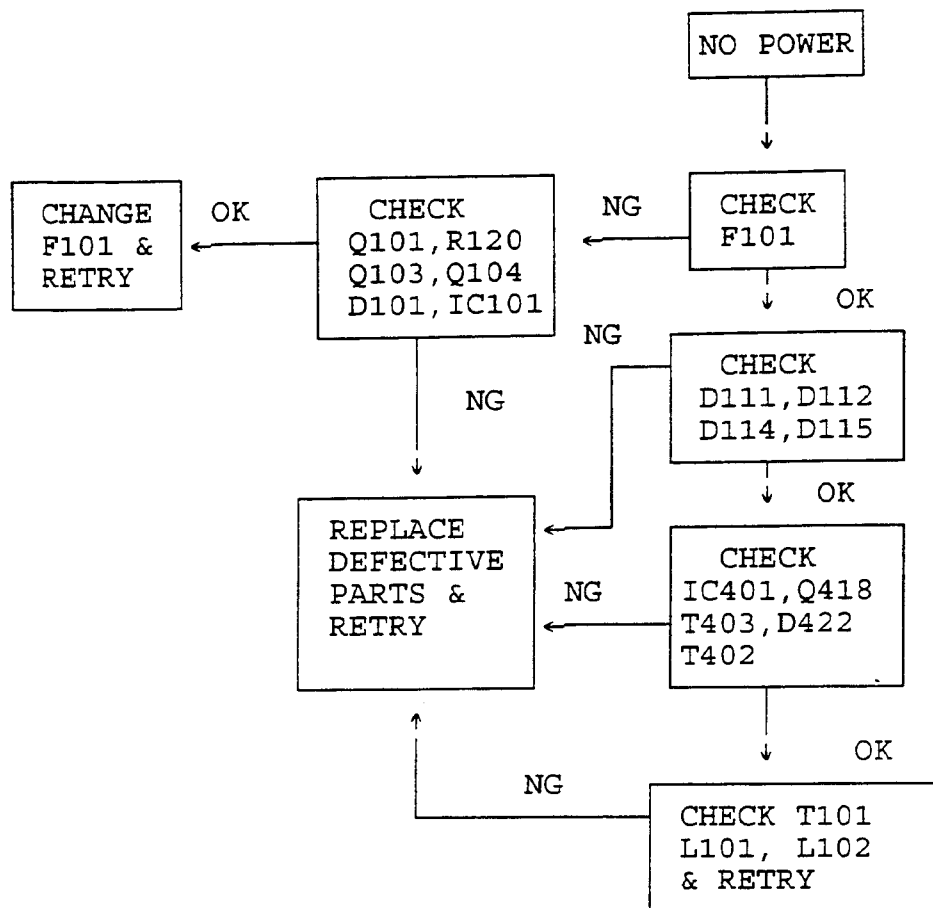 NO POWER
CHECK
F101
NG
CHECK
Q101,R120
Q103,Q104
D101,IC101
OK
CHANGE
F101 &
RETRY
OK
NG
CHECK
D111,D112
D114,D115
NG
OK
REPLACE
DEFECTIVE
PARTS &
RETRY
NG
CHECK
IC401,Q418
T403,D422
T402
OK
NG
CHECK T101
L101, L102
& RETRY